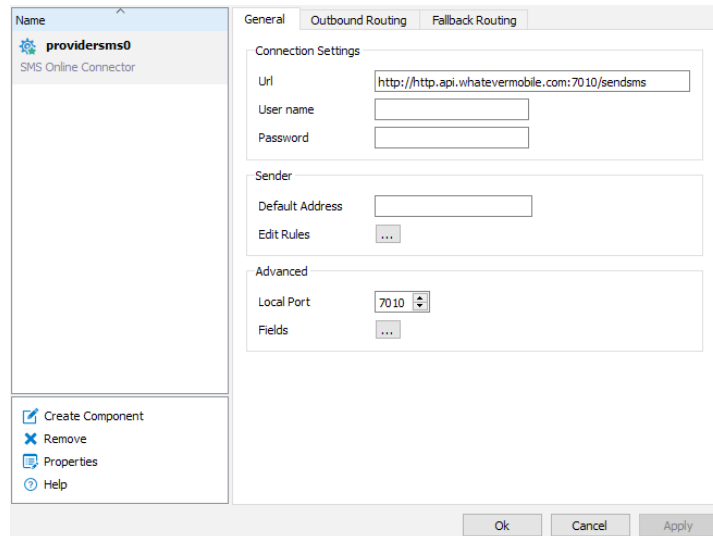 Name
providersms0
SMS Online Connector
Create Component
Remove
Properties
Help
General Outbound Routing Fallback Routing
Connection Settings
Url http://http.api.whatevermobile.com:7010/sendsms
User name
Password
Sender
Default Address
Edit Rules ...
Advanced
Local Port 7010
Fields ...
Ok Cancel Apply